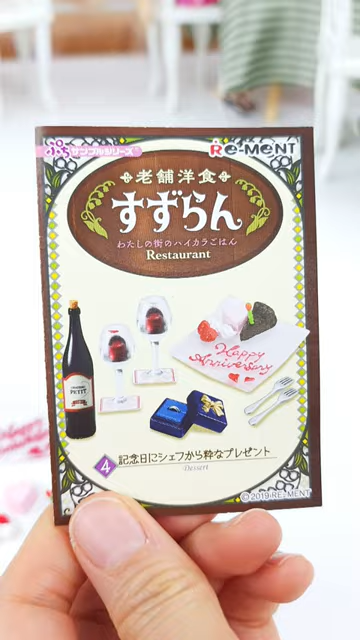 ぷちサンプルシリーズ
Re-MENT
老舗洋食
すずらん
わたしの街のハイカラごはん
Restaurant
PETIT
Happy
Anniversary
4 記念日にシェフから粋なプレゼント
Dessert
©2019 RE-MENT